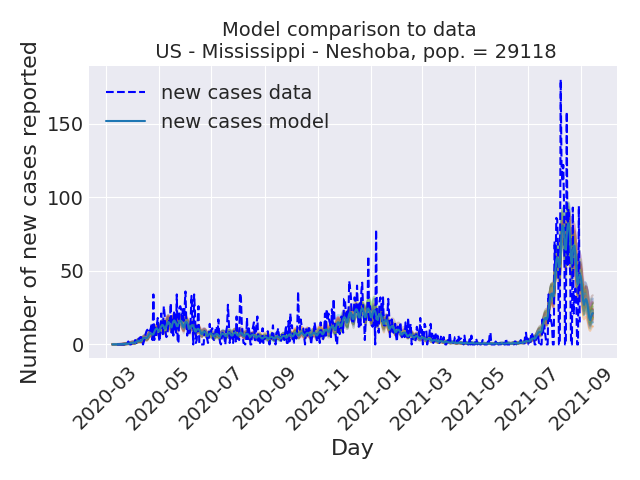 Model comparison to data
US - Mississippi - Neshoba, pop. = 29118
Number of new cases reported
150
100
50
0
new cases data
new cases model
2020-03
2020-05
2020-07
2020-09
2020-11
2021-01
2021-03
2021-05
2021-07
2021-09
Day